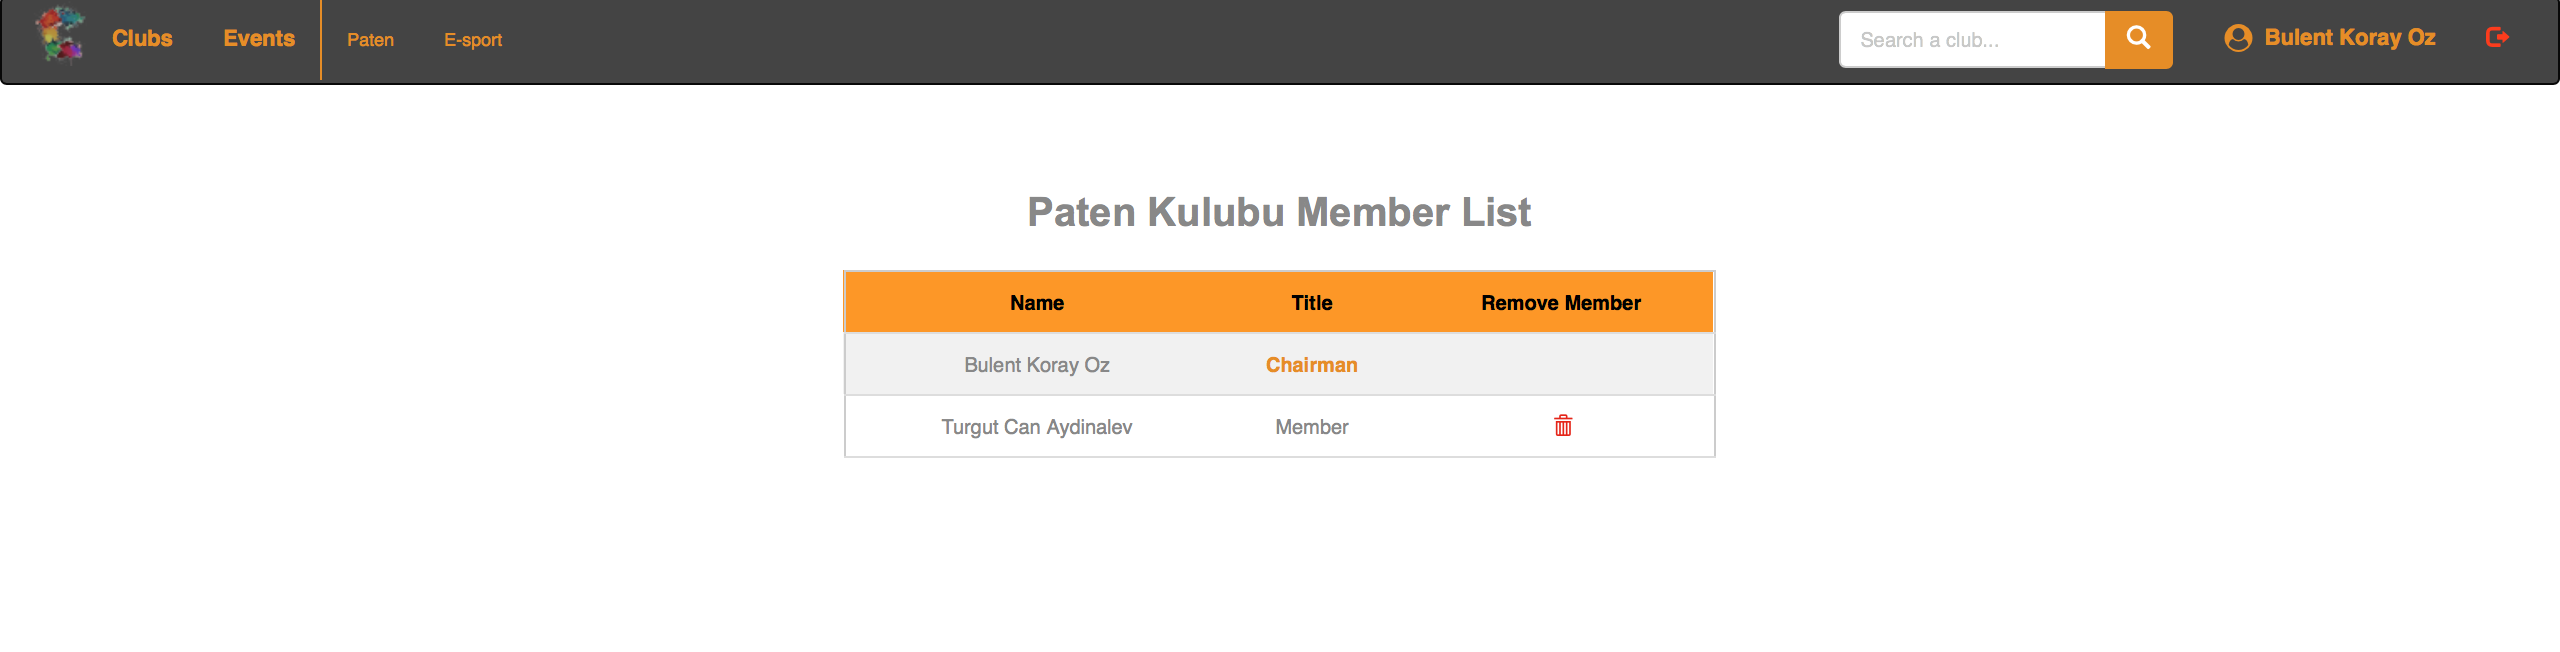 Clubs Events Paten E-sport Search a club... Bulent Koray Oz
Paten Kulubu Member List
Name Title Remove Member
Bulent Koray Oz Chairman
Turgut Can Aydinalev Member